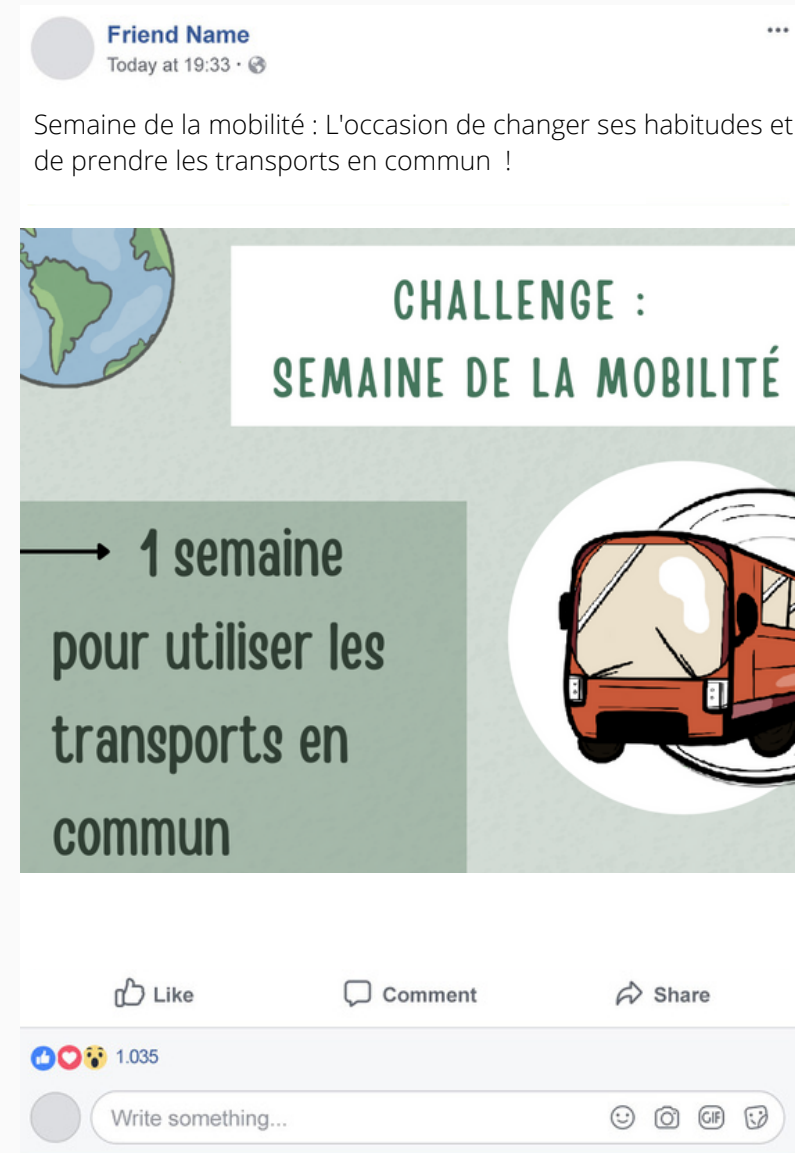 Friend Name
Today at 19:33 ·
Semaine de la mobilité : L'occasion de changer ses habitudes et
de prendre les transports en commun !
CHALLENGE :
SEMAINE DE LA MOBILITÉ
1 semaine
pour utiliser les
transports en
commun
Like Comment Share
1.035
Write something... GIF